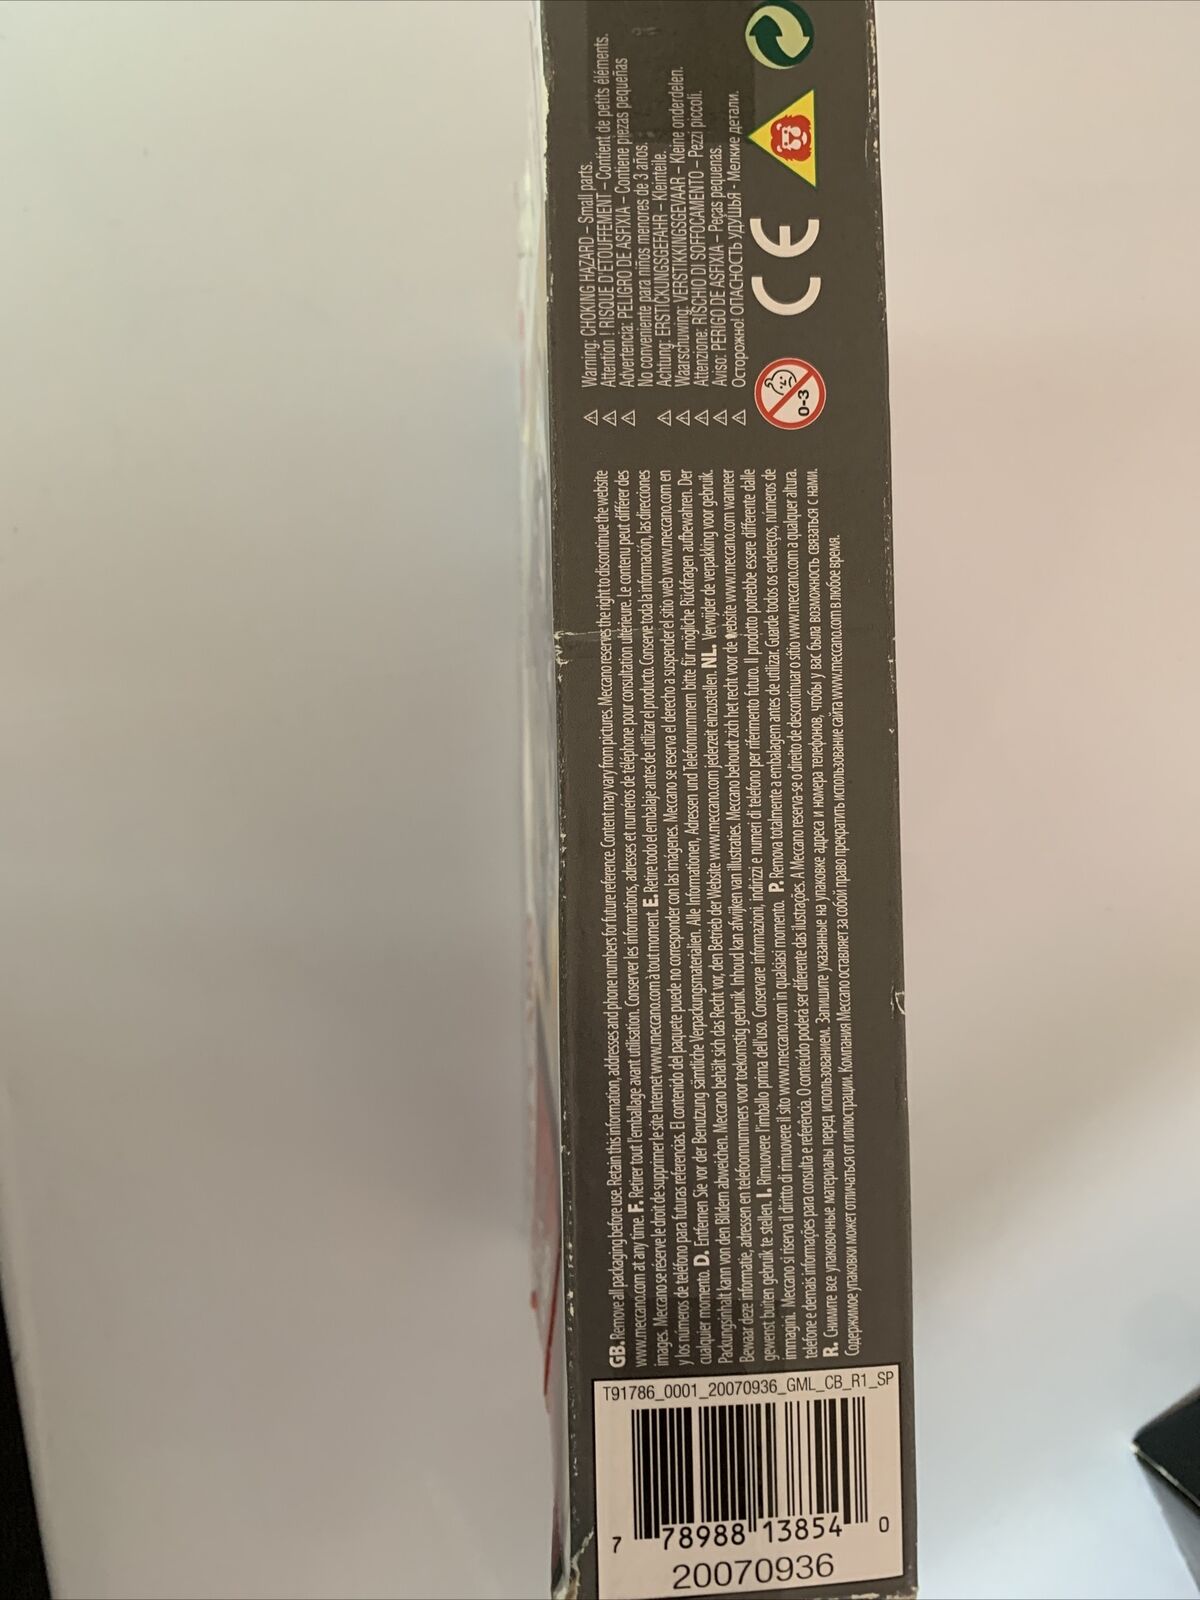 GB. Remove all packaging before use. Retain this information, addresses and phone numbers for future reference. Content may vary from pictures. Meccano reserves the right to discontinue the website
www.meccano.com at any time. F. Retirer tout l'emballage avant utilisation. Conserver les informations, adresses et numéros de téléphone pour consultation ultérieure. Le contenu peut différer des
images. Meccano se réserve le droit de supprimer le site Internet www.meccano.com à tout moment. E. Retire todo el embalaje antes de utilizar el producto. Conserve toda la información, las direcciones
y los números de teléfono para futuras referencias. El contenido del paquete puede no corresponder con las imágenes. Meccano se reserva el derecho a suspender el sitio web www.meccano.com en
cualquier momento. D. Entfernen Sie vor der Benutzung sämtliche Verpackungsmaterialien. Alle Informationen, Adressen und Telefonnummern bitte für mögliche Rückfragen aufbewahren. Der
Packungsinhalt kann von den Bildern abweichen. Meccano behält sich das Recht vor, den Betrieb der Website www.meccano.com jederzeit einzustellen. NL. Verwijder de verpakking voor gebruik.
Bewaar deze informatie, adressen en telefoonnummers voor toekomstig gebruik. Inhoud kan afwijken van illustraties. Meccano behoudt zich het recht voor de website www.meccano.com wanneer
gewenst buiten gebruik te stellen. I. Rimuovere l'imballo prima dell'uso. Conservare informazioni, indirizzi e numeri di telefono per riferimento futuro. Il prodotto potrebbe essere differente dalle
immagini. Meccano si riserva il diritto di rimuovere il sito www.meccano.com in qualsiasi momento. P. Remova totalmente a embalagem antes de utilizar. Guarde todos os endereços, números de
telefone e demais informações para consulta e referência. O conteúdo poderá ser diferente das ilustrações. A Meccano reserva-se o direito de descontinuar o sítio www.meccano.com a qualquer altura.
R. Снимите все упаковочные материалы перед использованием. Запишите указанные на упаковке адреса и номера телефонов, чтобы у вас была возможность связаться с нами.
Содержимое упаковки может отличаться от иллюстрации. Компания Meccano оставляет за собой право прекратить использование сайта www.meccano.com в любое время.
⚠ Warning: CHOKING HAZARD – Small parts.
⚠ Attention ! RISQUE D'ETOUFFEMENT – Contient de petits éléments.
⚠ Advertencia: PELIGRO DE ASFIXIA – Contiene piezas pequeñas
No conveniente para niños menores de 3 años.
⚠ Achtung: ERSTICKUNGSGEFAHR – Kleinteile.
⚠ Waarschuwing: VERSTIKKINGSGEVAAR – Kleine onderdelen.
⚠ Attenzione: RISCHIO DI SOFFOCAMENTO – Pezzi piccoli.
⚠ Aviso: PERIGO DE ASFIXIA – Peças pequenas.
⚠ Осторожно! ОПАСНОСТЬ УДУШЬЯ - Мелкие детали.
0-3
CE
T91786_0001_20070936_GML_CB_R1_SP
7 78988 13854 0
20070936